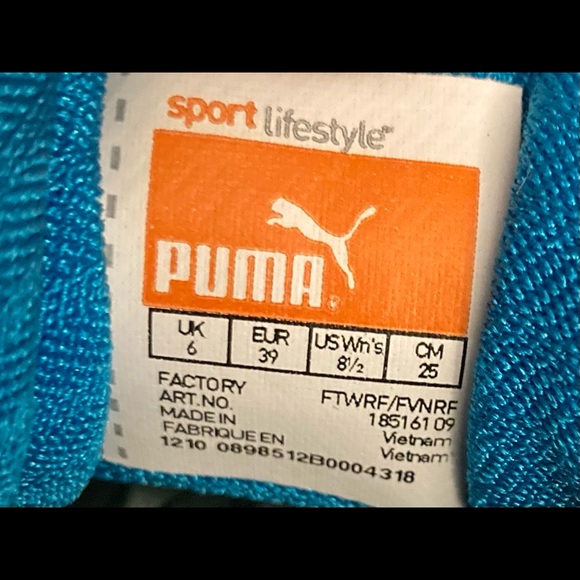 sport lifestyle™
PUMA®
UK EUR US Wn's CM
6 39 8½ 25
FACTORY FTWRF/FVNRF
ART.NO. 185161 09
MADE IN Vietnam
FABRIQUE EN Vietnam
1210 0898512B0004318